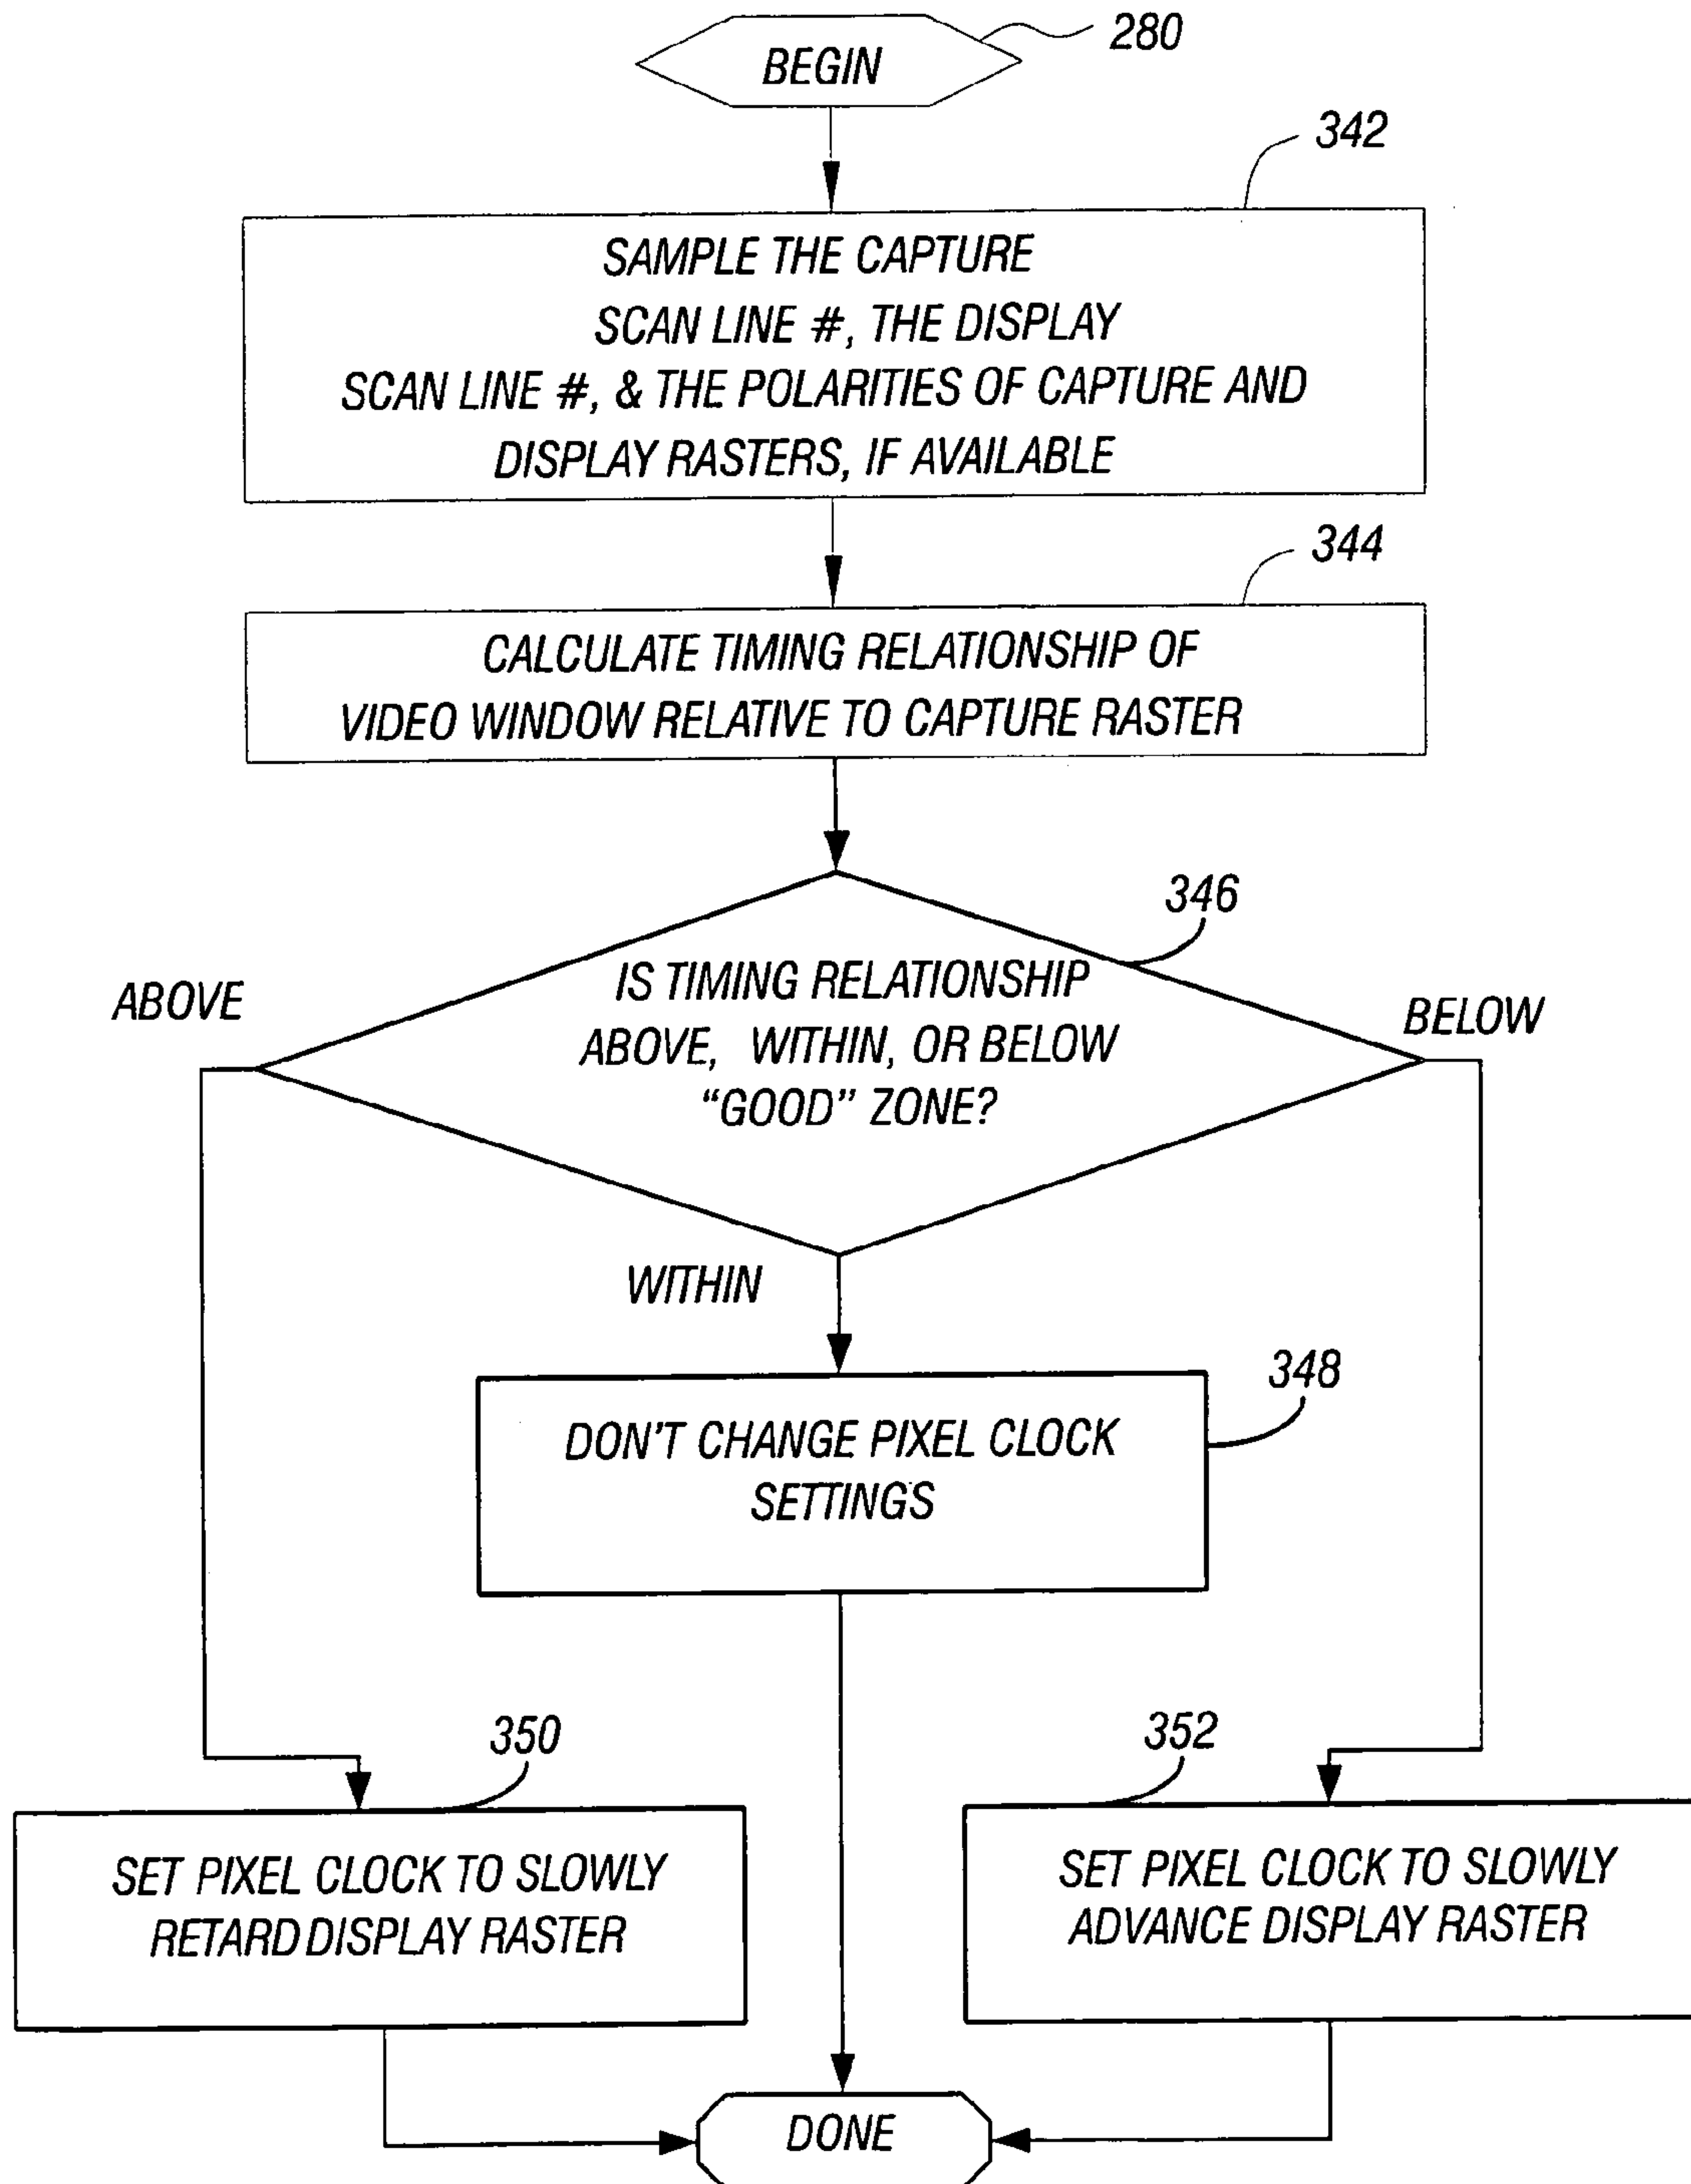 BEGIN
280
342
SAMPLE THE CAPTURE
SCAN LINE #, THE DISPLAY
SCAN LINE #, & THE POLARITIES OF CAPTURE AND
DISPLAY RASTERS, IF AVAILABLE
344
CALCULATE TIMING RELATIONSHIP OF
VIDEO WINDOW RELATIVE TO CAPTURE RASTER
346
IS TIMING RELATIONSHIP
ABOVE, WITHIN, OR BELOW
“GOOD” ZONE?
ABOVE
BELOW
WITHIN
348
DON'T CHANGE PIXEL CLOCK
SETTINGS
350
SET PIXEL CLOCK TO SLOWLY
RETARD DISPLAY RASTER
352
SET PIXEL CLOCK TO SLOWLY
ADVANCE DISPLAY RASTER
DONE